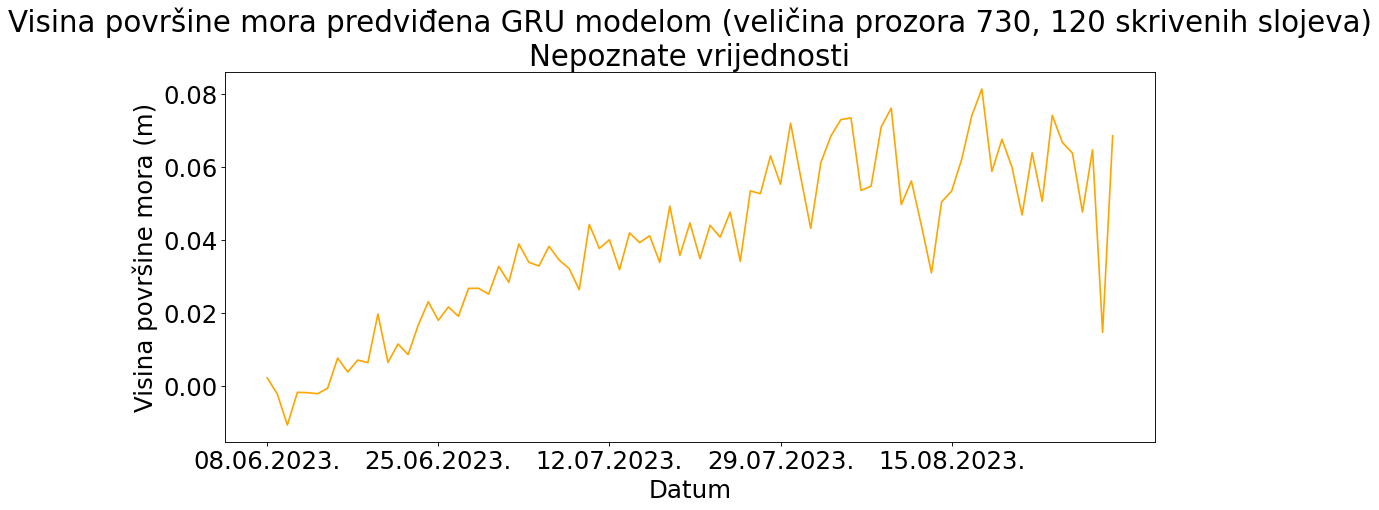 Visina površine mora predviđena GRU modelom (veličina prozora 730, 120 skrivenih slojeva)
Nepoznate vrijednosti
Visina površine mora (m)
0.08
0.06
0.04
0.02
0.00
08.06.2023. 25.06.2023. 12.07.2023. 29.07.2023. 15.08.2023.
Datum